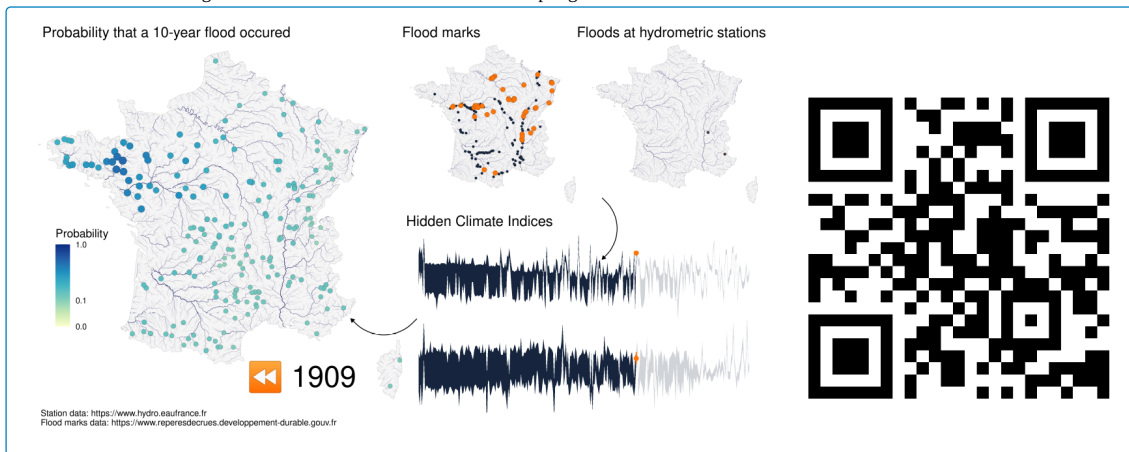 Probability that a 10-year flood occured
Flood marks
Floods at hydrometric stations
Hidden Climate Indices
Probability
1.0
0.1
0.0
1909
Station data: https://www.hydro.eaufrance.fr
Flood marks data: https://www.reperesdecrues.developpement-durable.gouv.fr